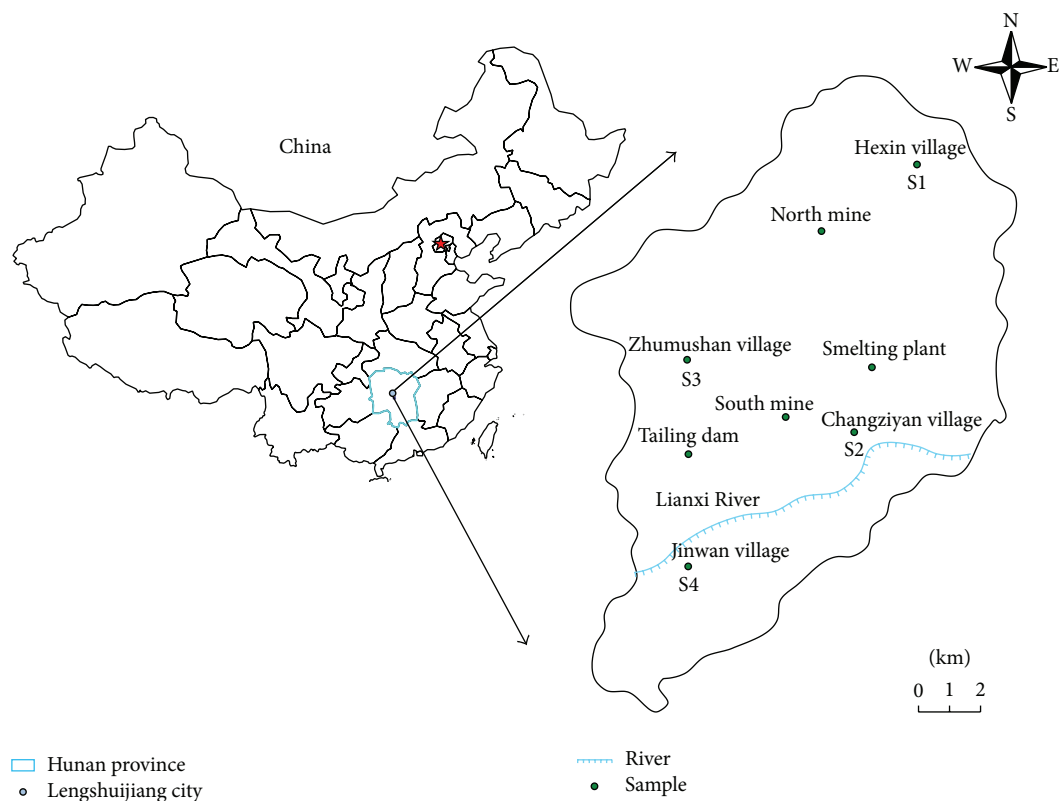 N
W E
S
China
Hexin village
S1
North mine
Zhumushan village
S3
Smelting plant
South mine
Changziyan village
S2
Tailing dam
Lianxi River
Jinwan village
S4
(km)
0 1 2
Hunan province
Lengshuijiang city
River
Sample